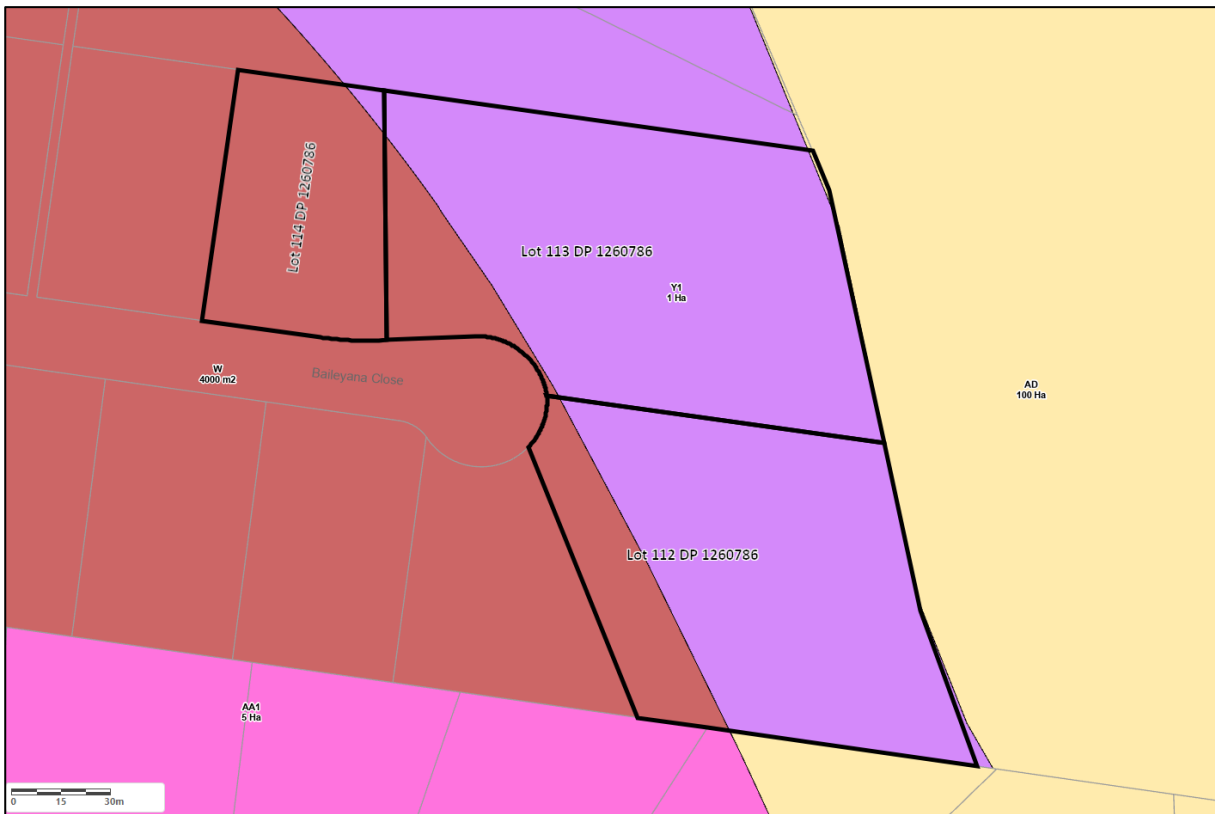 Lot 114 DP 1260786
Lot 113 DP 1260786
Y1
1 Ha
Baileyana Close
W
4000 m2
AD
100 Ha
Lot 112 DP 1260786
AA1
5 Ha
0 15 30m